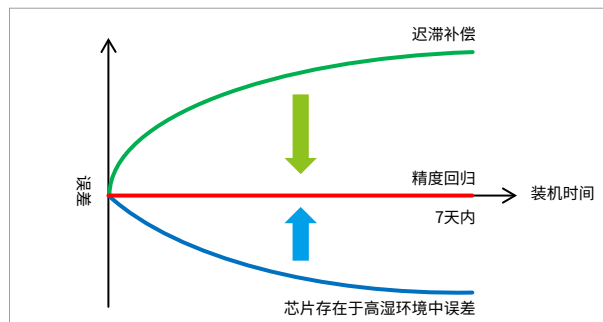 迟滞补偿
误差
精度回归
装机时间
7天内
芯片存在于高湿环境中误差